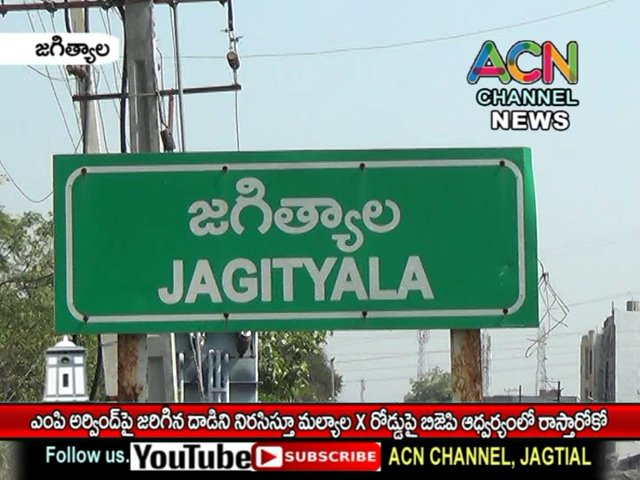 జగిత్యాల
ACN
CHANNEL
NEWS
జగిత్యాల
JAGITYALA
ఎంపి అర్వింద్‌పై జరిగిన దాడిని నిరసిస్తూ మల్యాల X రోడ్డుపై బిజెపి ఆధ్వర్యంలో రాస్తారోకో
Follow us. YouTube SUBSCRIBE ACN CHANNEL, JAGTIAL